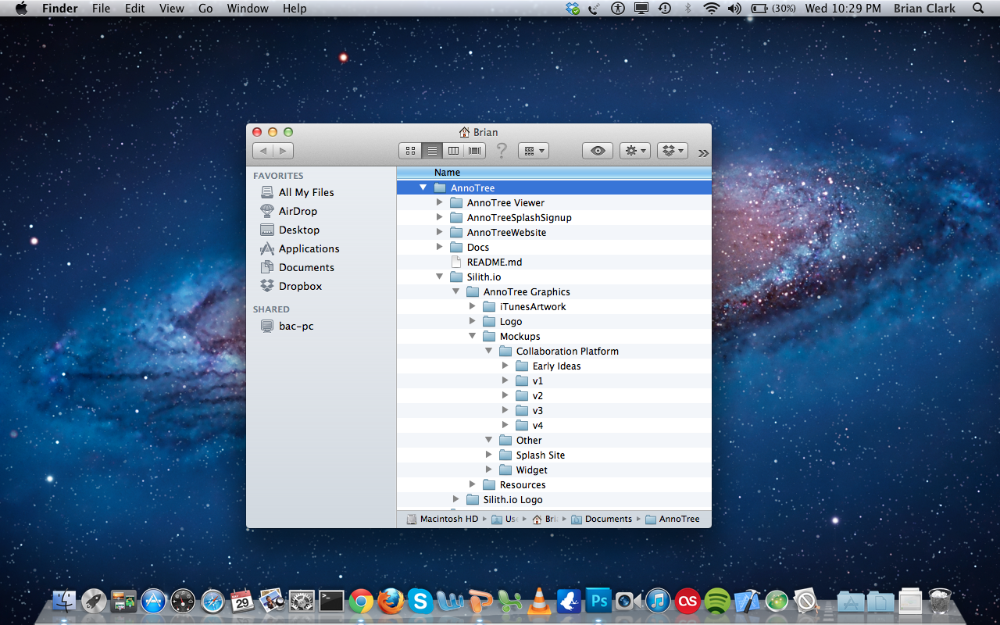 Finder File Edit View Go Window Help (30%) Wed 10:29 PM Brian Clark
Brian
FAVORITES
All My Files
AirDrop
Desktop
Applications
Documents
Dropbox
SHARED
bac-pc
Name
AnnoTree
AnnoTree Viewer
AnnoTreeSplashSignup
AnnoTreeWebsite
Docs
README.md
Silith.io
AnnoTree Graphics
iTunesArtwork
Logo
Mockups
Collaboration Platform
Early Ideas
v1
v2
v3
v4
Other
Splash Site
Widget
Resources
Silith.io Logo
Macintosh HD Use Bri Documents AnnoTree
29
Ps